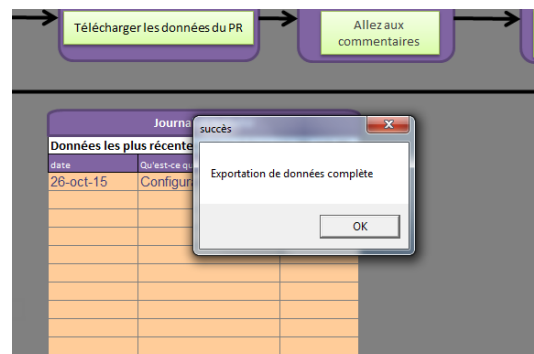 Télécharger les données du PR
Allez aux
commentaires
Journa
succès
Données les plus récente
Exportation de données complète
date
Qu'est-ce qu
26-oct-15
Configura
OK